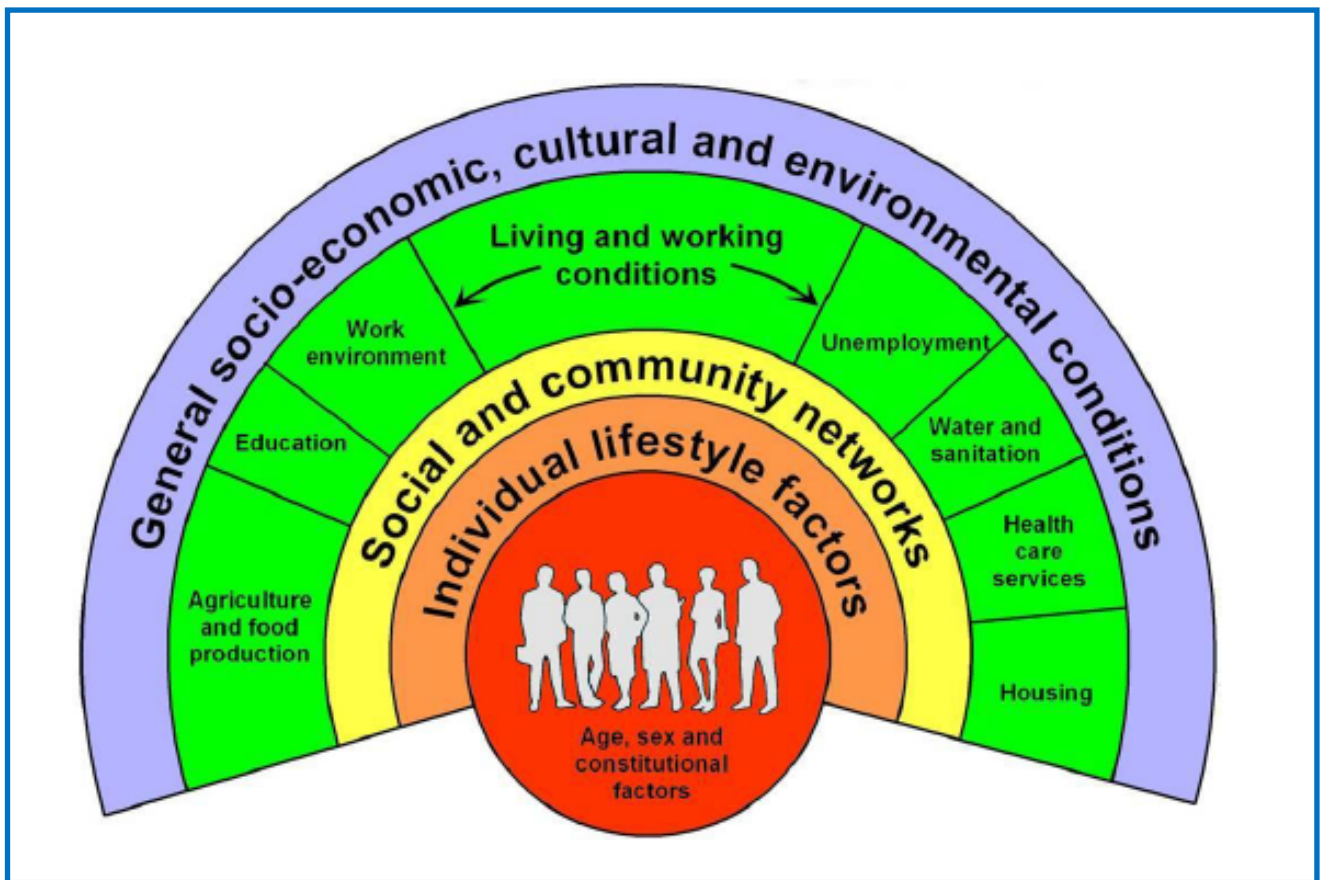 General socio-economic, cultural and environmental conditions
Living and working
conditions
Work
environment
Education
Agriculture
and food
production
Unemployment
Water and
sanitation
Health
care
services
Housing
Social and community networks
Individual lifestyle factors
Age, sex and
constitutional
factors